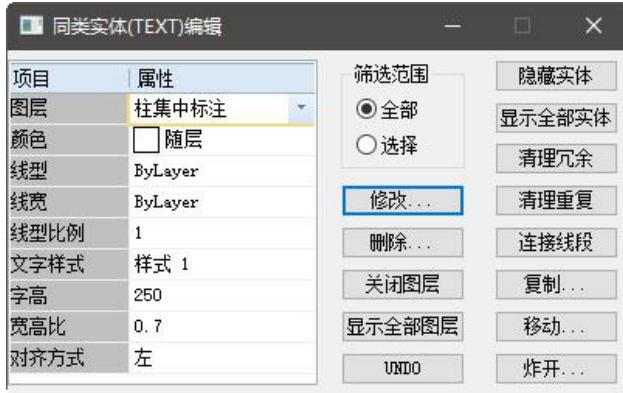 同类实体(TEXT)编辑
项目 属性
图层 柱集中标注
颜色 随层
线型 ByLayer
线宽 ByLayer
线型比例 1
文字样式 样式 1
字高 250
宽高比 0.7
对齐方式 左
筛选范围
全部
选择
修改...
删除...
关闭图层
显示全部图层
UNDO
隐藏实体
显示全部实体
清理冗余
清理重复
连接线段
复制...
移动...
炸开...